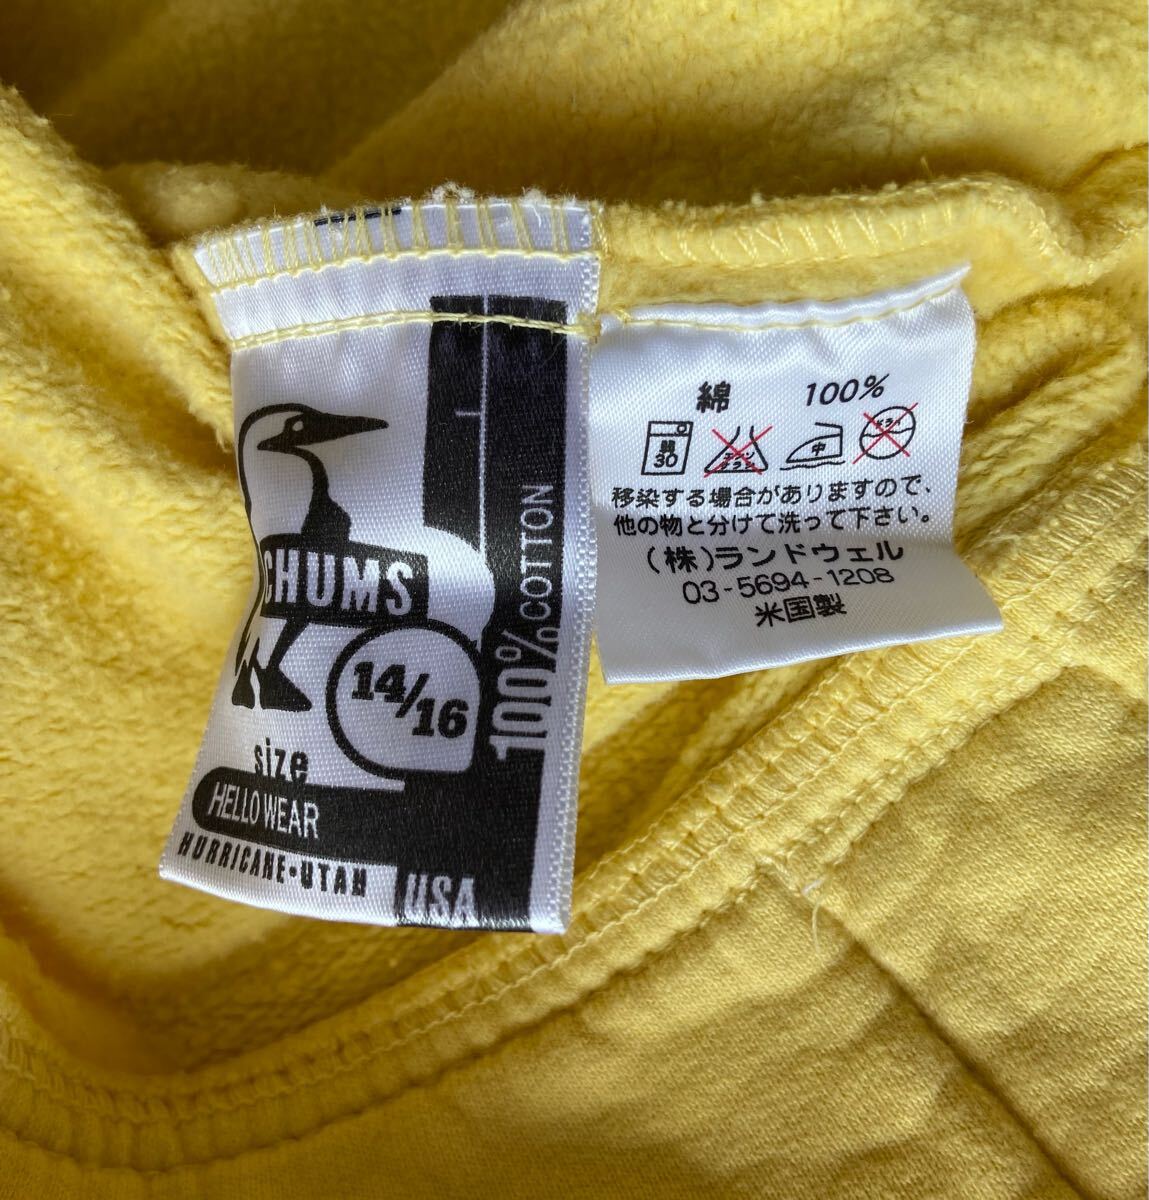 CHUMS
14/16
size
HELLO WEAR
HURRICANE•UTAH
USA
100% COTTON
綿 100%
30 中
移染する場合がありますので、
他の物と分けて洗って下さい。
(株)ランドウェル
03-5694-1208
米国製